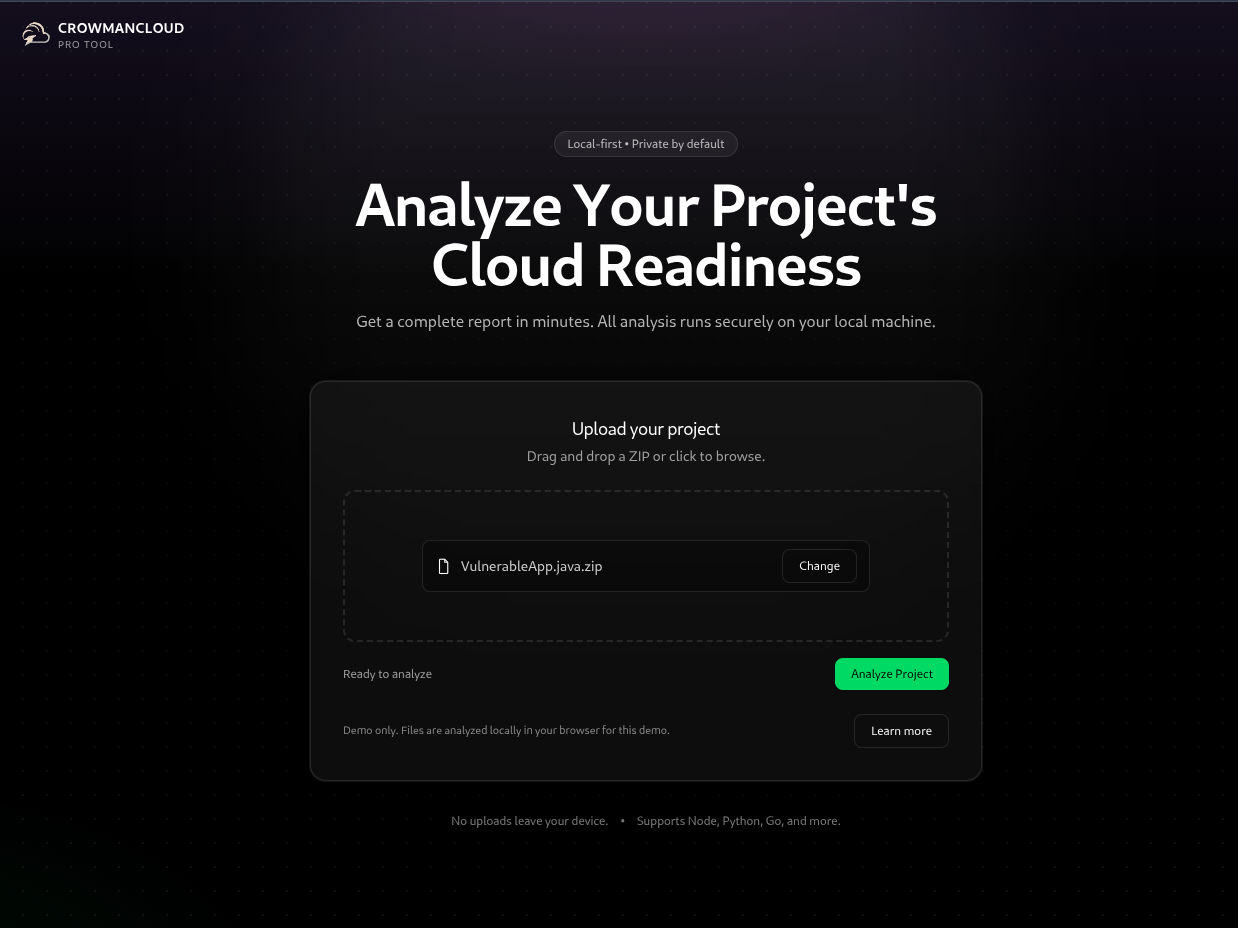 CROWMANCLOUD
PRO TOOL
Local-first • Private by default
Analyze Your Project's
Cloud Readiness
Get a complete report in minutes. All analysis runs securely on your local machine.
Upload your project
Drag and drop a ZIP or click to browse.
VulnerableApp.java.zip
Change
Ready to analyze
Analyze Project
Demo only. Files are analyzed locally in your browser for this demo.
Learn more
No uploads leave your device. • Supports Node, Python, Go, and more.